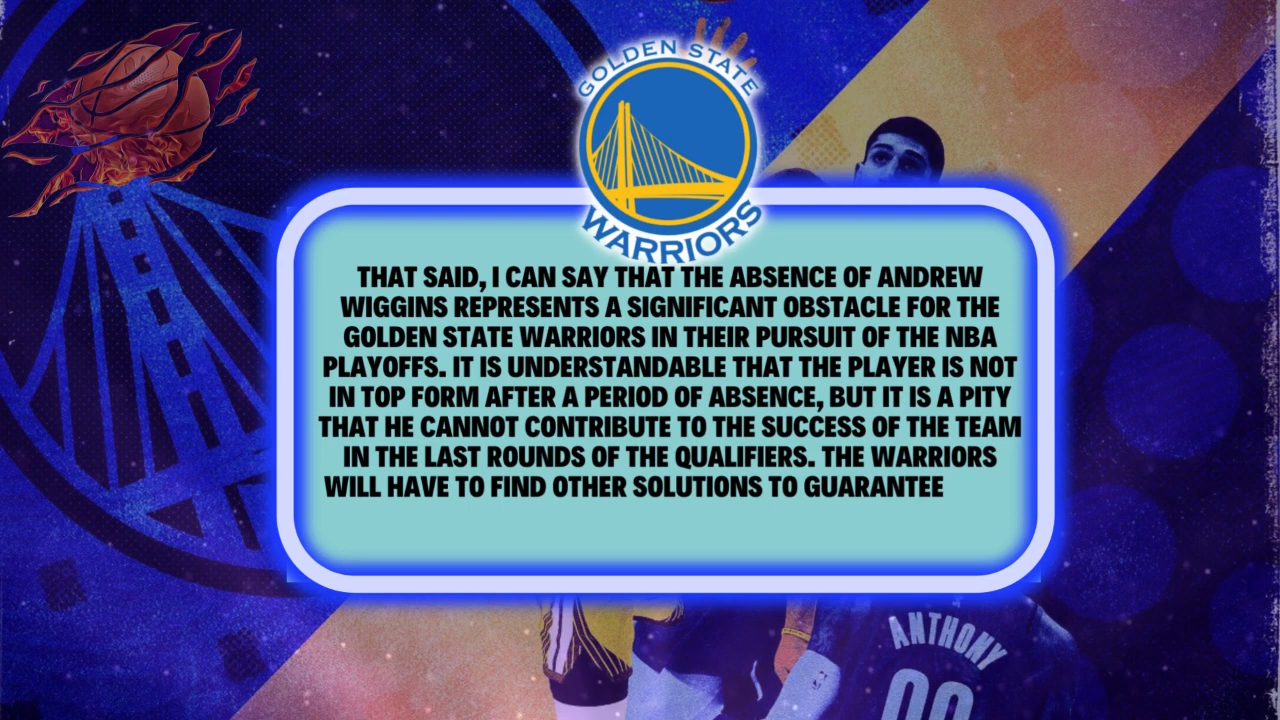 GOLDEN STATE
WARRIORS
THAT SAID, I CAN SAY THAT THE ABSENCE OF ANDREW
WIGGINS REPRESENTS A SIGNIFICANT OBSTACLE FOR THE
GOLDEN STATE WARRIORS IN THEIR PURSUIT OF THE NBA
PLAYOFFS. IT IS UNDERSTANDABLE THAT THE PLAYER IS NOT
IN TOP FORM AFTER A PERIOD OF ABSENCE, BUT IT IS A PITY
THAT HE CANNOT CONTRIBUTE TO THE SUCCESS OF THE TEAM
IN THE LAST ROUNDS OF THE QUALIFIERS. THE WARRIORS
WILL HAVE TO FIND OTHER SOLUTIONS TO GUARANTEE
ANTHONY
00